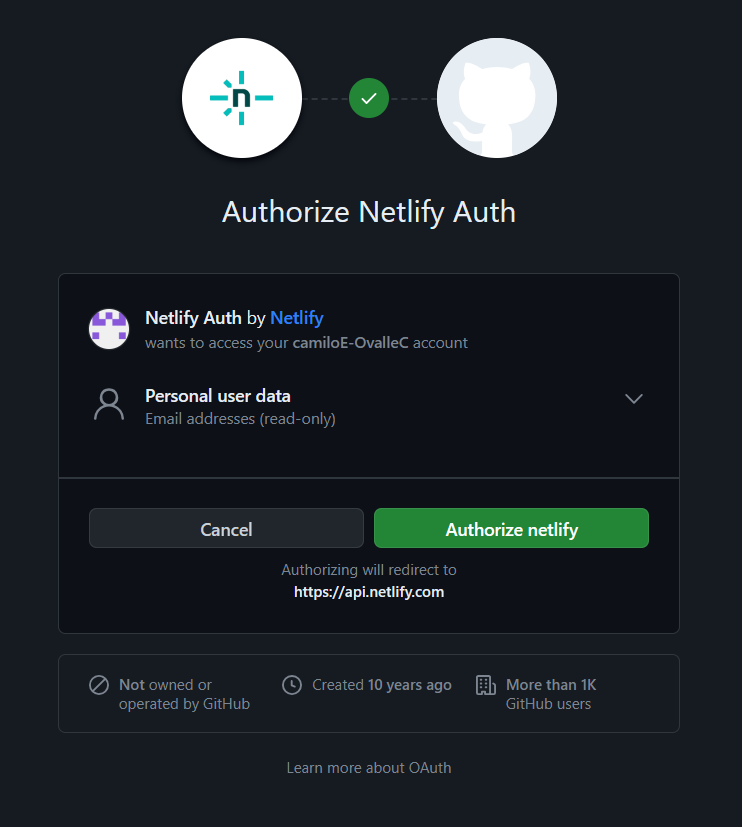 n
Authorize Netlify Auth
Netlify Auth by Netlify
wants to access your camiloE-OvalleC account
Personal user data
Email addresses (read-only)
Cancel
Authorize netlify
Authorizing will redirect to
https://api.netlify.com
Not owned or
operated by GitHub
Created 10 years ago
More than 1K
GitHub users
Learn more about OAuth